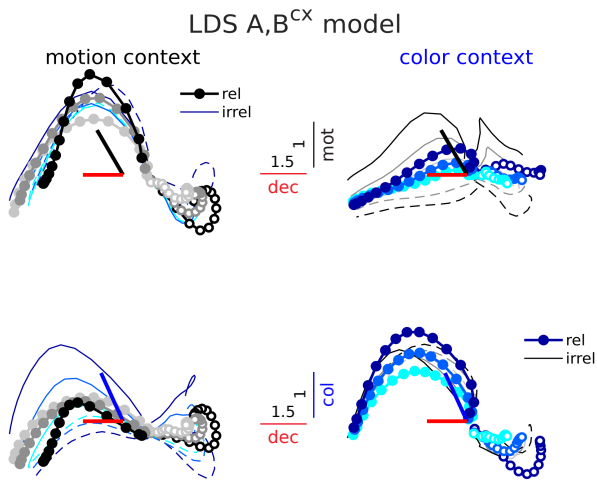 LDS A,B^cx model
motion context
color context
rel
irrel
1
mot
1.5
dec
rel
irrel
1
col
1.5
dec